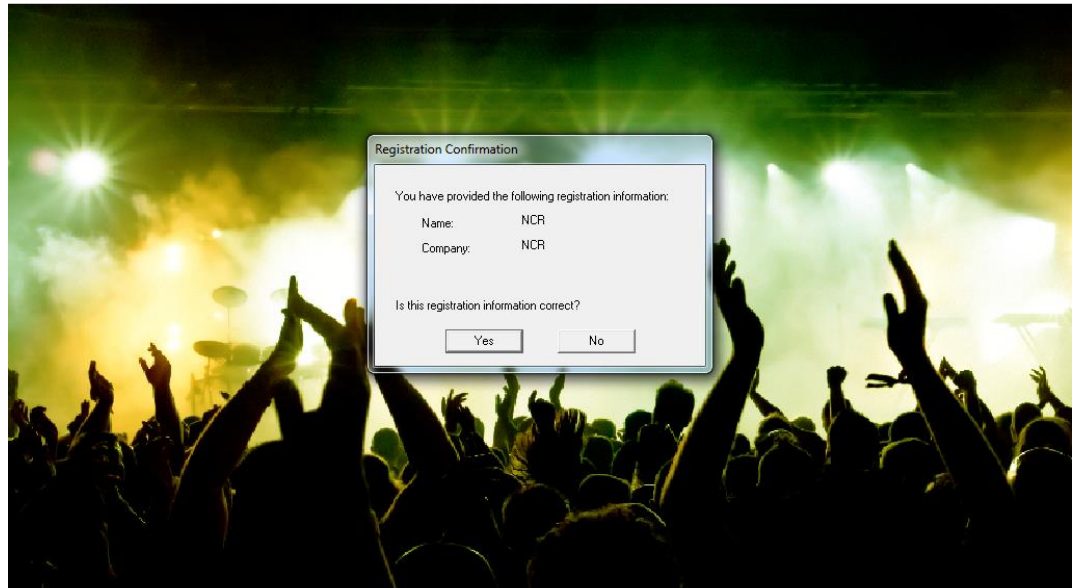 Registration Confirmation
You have provided the following registration information:
Name: NCR
Company: NCR
Is this registration information correct?
Yes No